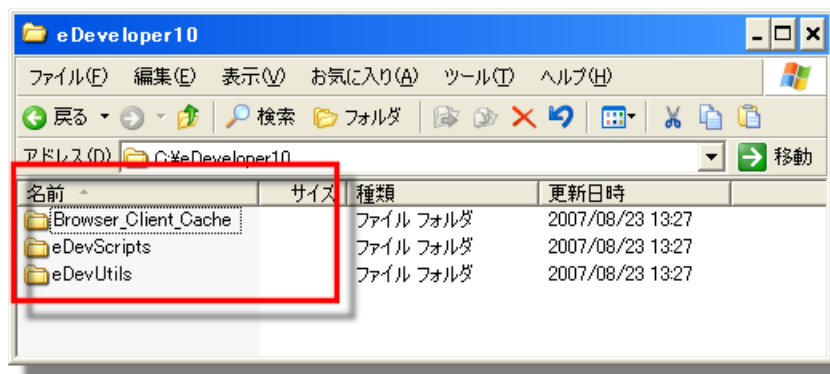 eDeveloper10
ファイル(F) 編集(E) 表示(V) お気に入り(A) ツール(T) ヘルプ(H)
戻る 検索 フォルダ
アドレス(D) C:¥eDeveloper10 移動
名前 サイズ 種類 更新日時
Browser_Client_Cache ファイル フォルダ 2007/08/23 13:27
eDevScripts ファイル フォルダ 2007/08/23 13:27
eDevUtils ファイル フォルダ 2007/08/23 13:27